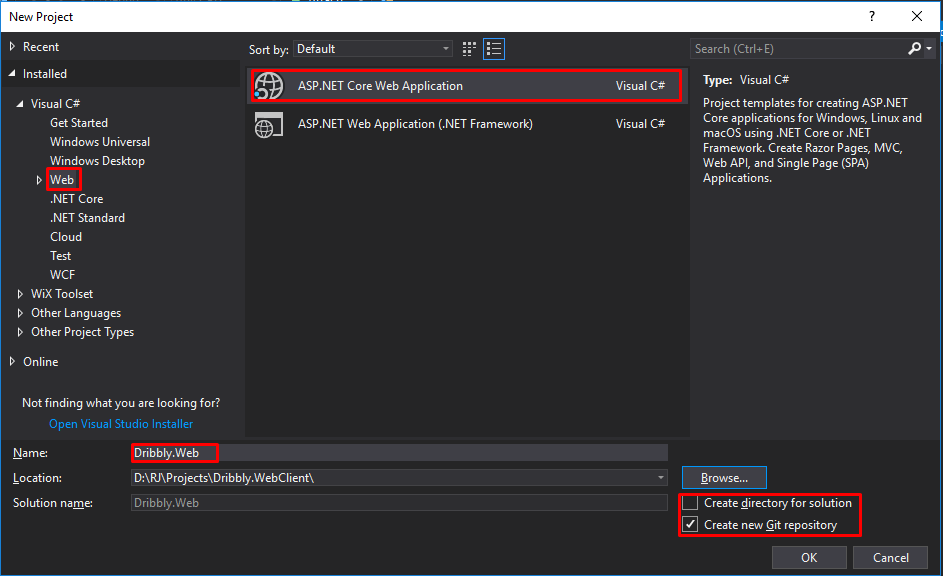 New Project
?
Recent
Sort by: Default
Search (Ctrl+E)
Installed
Visual C#
Get Started
Windows Universal
Windows Desktop
Web
.NET Core
.NET Standard
Cloud
Test
WCF
WiX Toolset
Other Languages
Other Project Types
Online
Not finding what you are looking for?
Open Visual Studio Installer
ASP.NET Core Web Application Visual C#
ASP.NET Web Application (.NET Framework) Visual C#
Type: Visual C#
Project templates for creating ASP.NET
Core applications for Windows, Linux and
macOS using .NET Core or .NET
Framework. Create Razor Pages, MVC,
Web API, and Single Page (SPA)
Applications.
Name: Dribbly.Web
Location: D:\RJ\Projects\Dribbly.WebClient\
Browse...
Solution name: Dribbly.Web
Create directory for solution
Create new Git repository
OK
Cancel